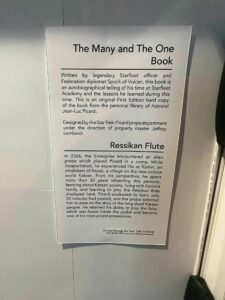 The Many and The One
Book
Written by legendary Starfleet officer and
Federation diplomat Spock of Vulcan, this book is
an autobiographical telling of his time at Starfleet
Academy and the lessons he learned during this
time. This is an original First Edition hard copy
of the book from the personal library of Admiral
Jean-Luc Picard.
Designed by the Star Trek: Picard props department
under the direction of property master Jeffrey
Lombardi.
Ressikan Flute
In 2368, the Enterprise encountered an alien
probe which placed Picard in a coma. While
incapacitated, he experienced life as Kamin, an
inhabitant of Ressik, a village on the now-extinct
world Kataan. From his perspective, he spent
more than 30 years inhabiting this persona,
learning about Kataan society, living with Kamin's
family, and learning to play the Ressikan flute
displayed here. Picard awakened to learn only
25 minutes had passed, and the probe selected
him to pass on the story of the long dead Kataan
people. He retained his ability to play the flute,
which was found inside the probe and became
one of his most prized possessions.